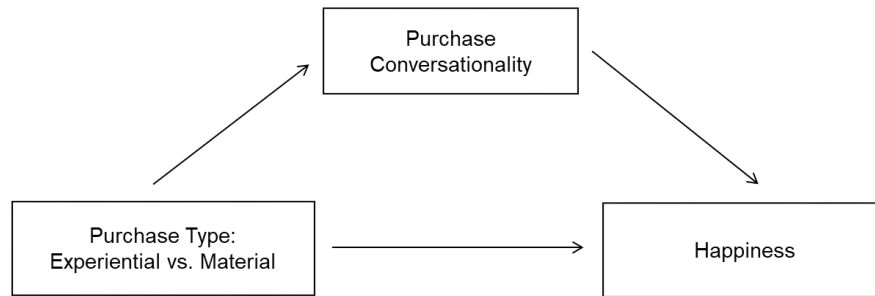 Purchase
Conversationality
Purchase Type:
Experiential vs. Material
Happiness